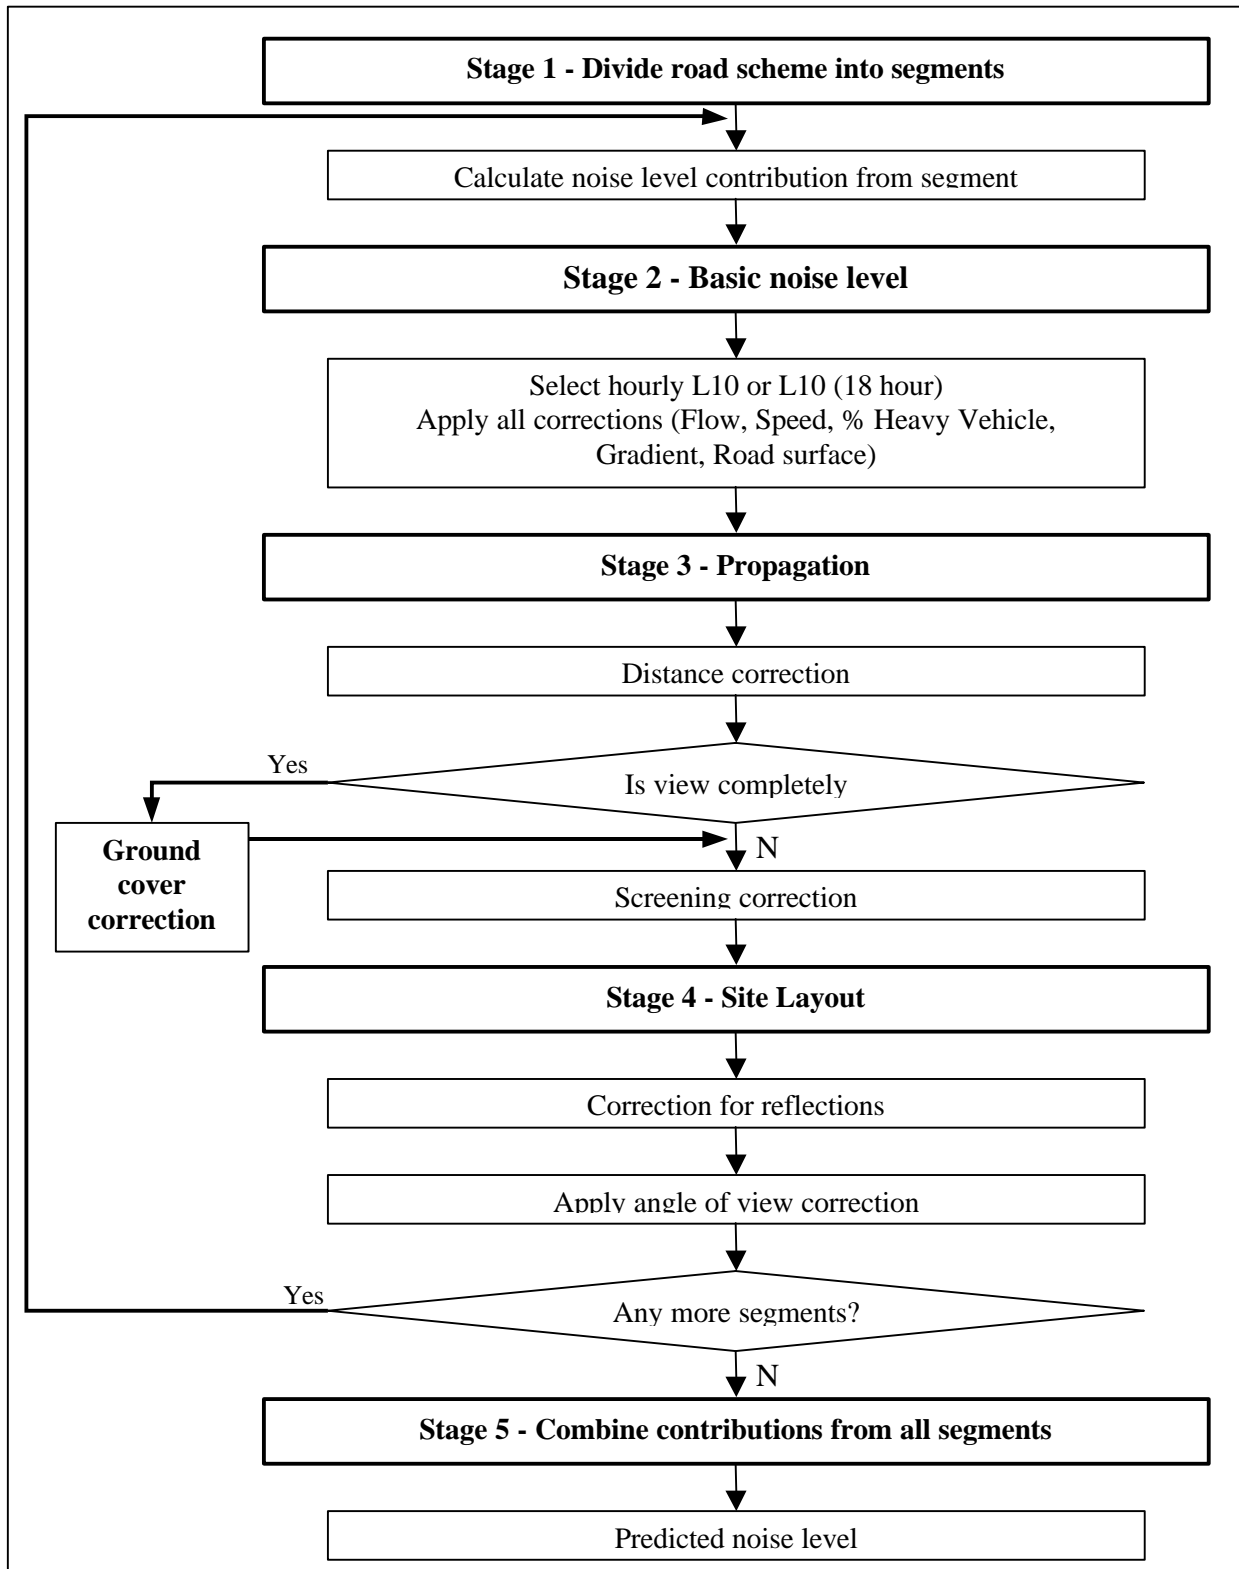 Stage 1 - Divide road scheme into segments
Calculate noise level contribution from segment
Stage 2 - Basic noise level
Select hourly L10 or L10 (18 hour)
Apply all corrections (Flow, Speed, % Heavy Vehicle,
Gradient, Road surface)
Stage 3 - Propagation
Distance correction
Yes
Is view completely
N
Ground
cover
correction
Screening correction
Stage 4 - Site Layout
Correction for reflections
Apply angle of view correction
Yes
Any more segments?
N
Stage 5 - Combine contributions from all segments
Predicted noise level